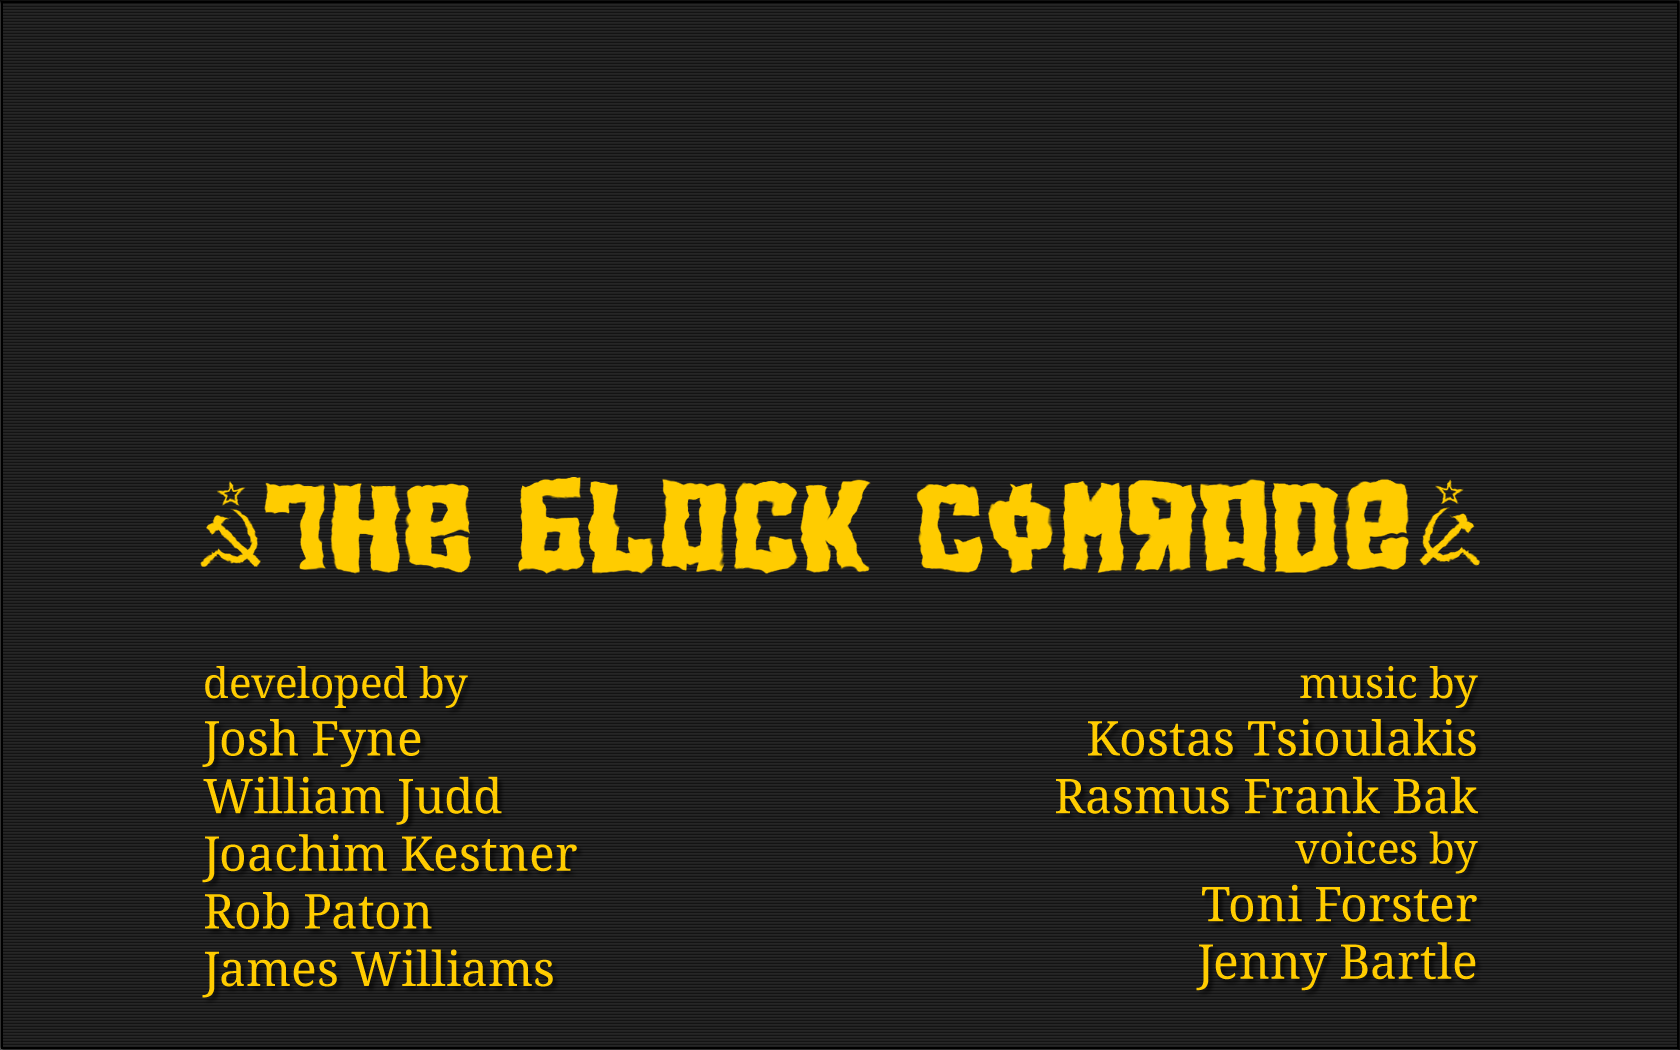 THE BLACK COMRADE
developed by
Josh Fyne
William Judd
Joachim Kestner
Rob Paton
James Williams
music by
Kostas Tsioulakis
Rasmus Frank Bak
voices by
Toni Forster
Jenny Bartle